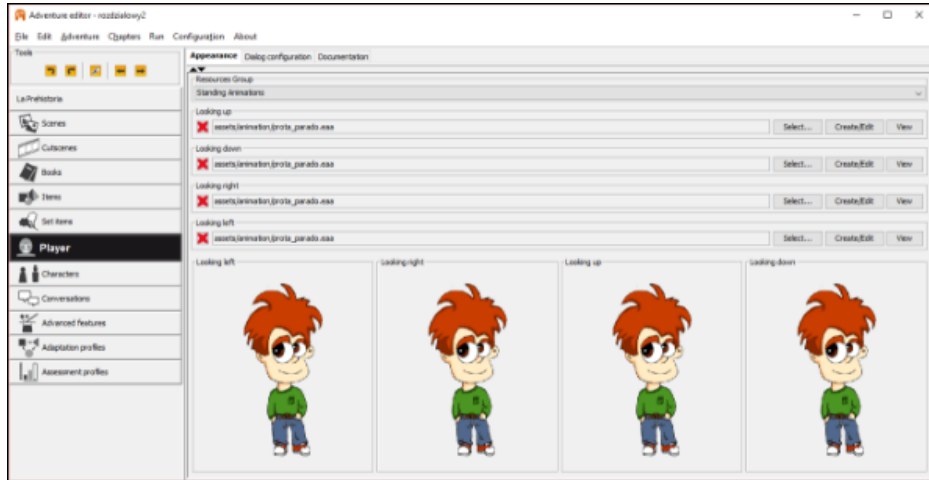 Adventure editor - rozdzialowy2
File Edit Adventure Chapters Run Configuration About
Tools
Appearance Dialog configuration Documentation
Resources Group
Standing Animations
La Prehistoria
Scenes
Cutscenes
Books
Items
Set items
Player
Characters
Conversations
Advanced features
Adaptation profiles
Assessment profiles
Looking up
assets/animation/prota_parado.eaa
Select... Create/Edit View
Looking down
assets/animation/prota_parado.eaa
Select... Create/Edit View
Looking right
assets/animation/prota_parado.eaa
Select... Create/Edit View
Looking left
assets/animation/prota_parado.eaa
Select... Create/Edit View
Looking left Looking right Looking up Looking down